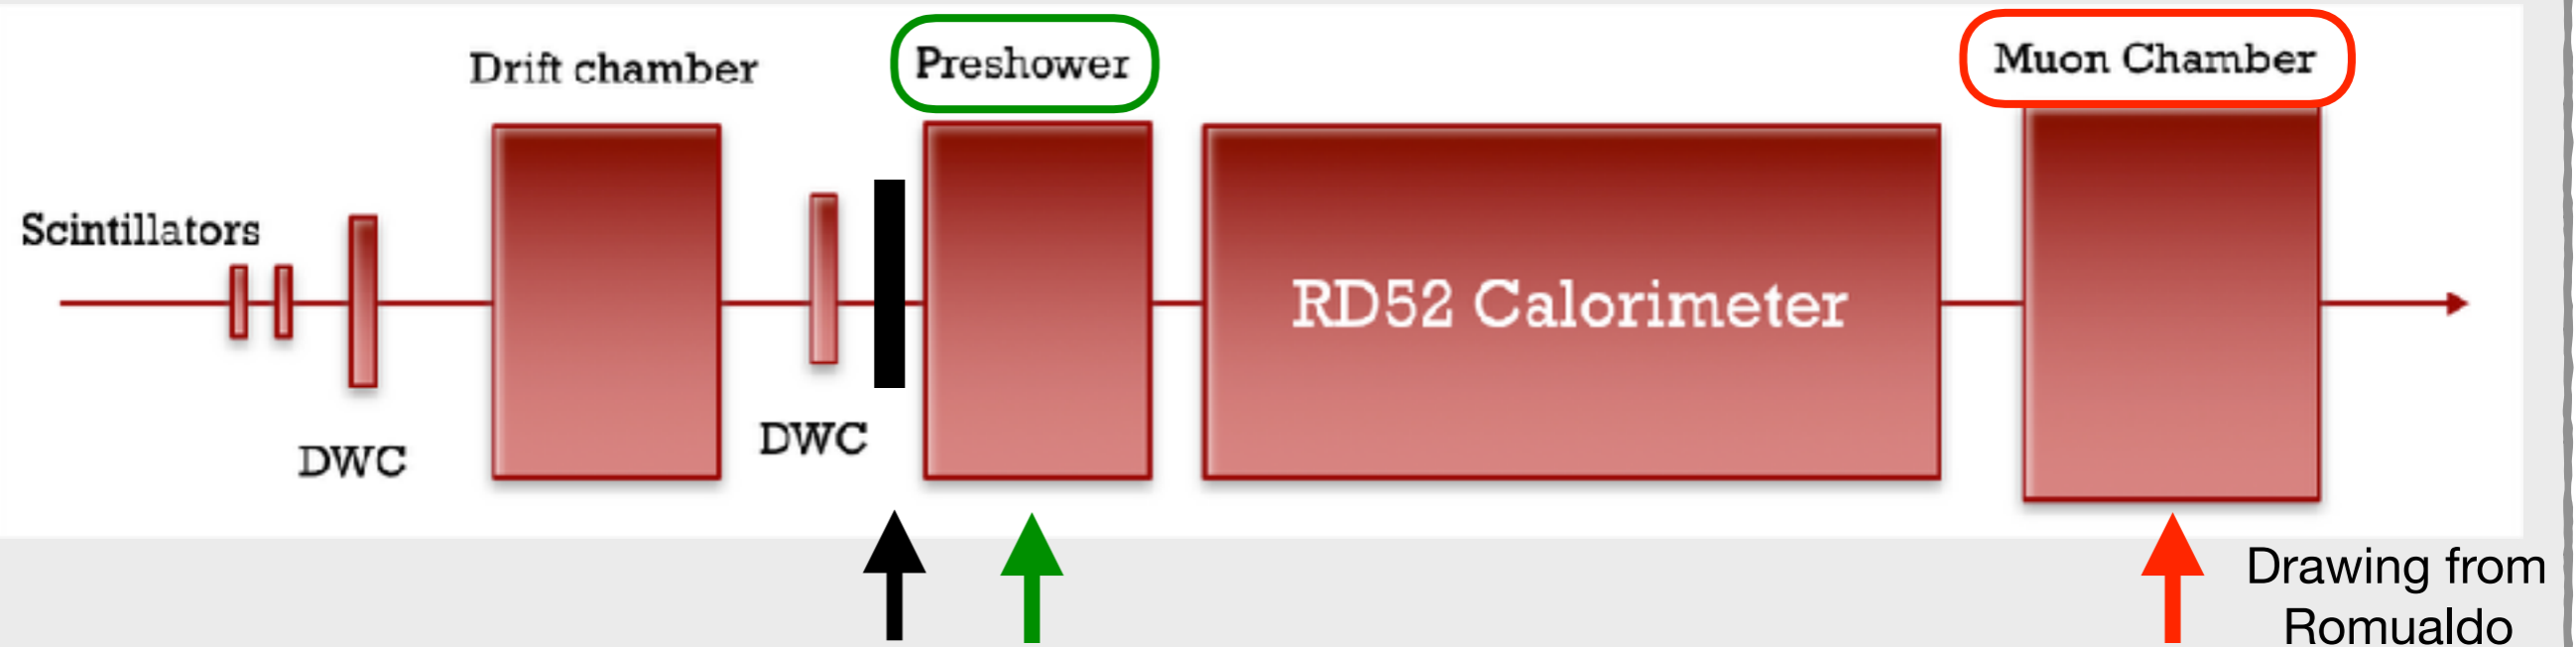 Scintillators
DWC
Drift chamber
DWC
Preshower
RD52 Calorimeter
Muon Chamber
Drawing from
Romualdo